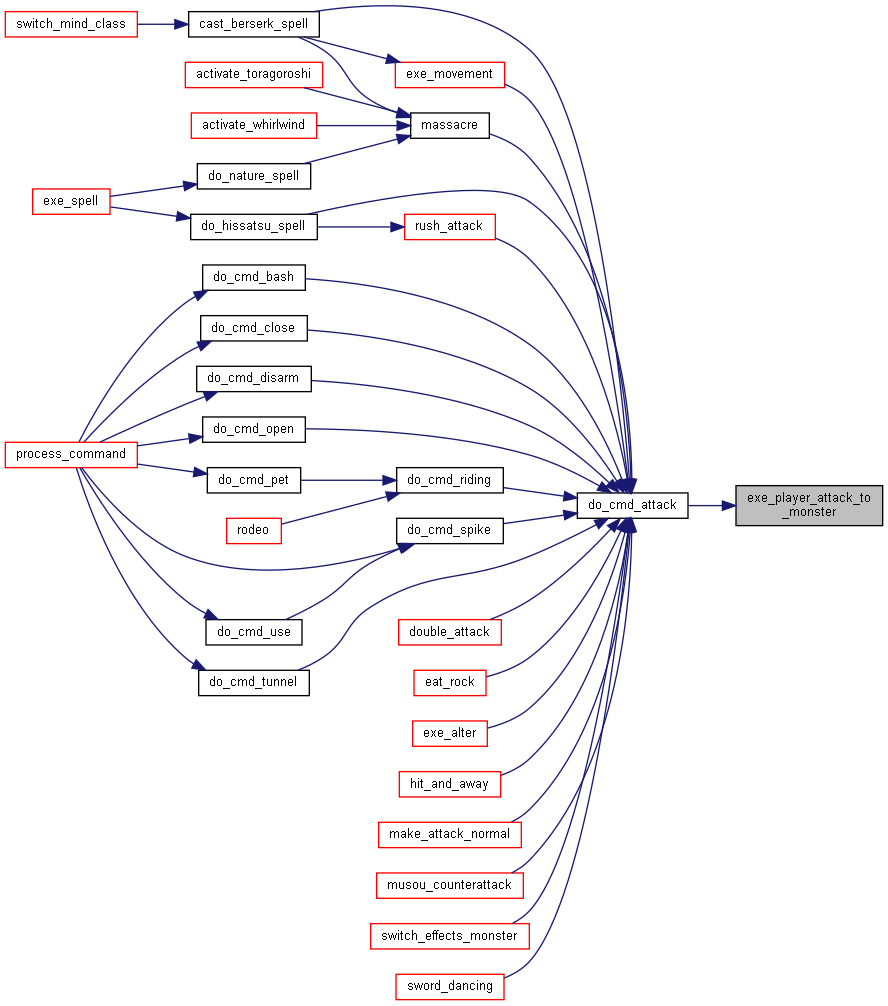 switch_mind_class
cast_berserk_spell
activate_toragoroshi
exe_movement
activate_whirlwind
massacre
do_nature_spell
exe_spell
do_hissatsu_spell
rush_attack
do_cmd_bash
do_cmd_close
do_cmd_disarm
do_cmd_open
process_command
do_cmd_pet
do_cmd_riding
exe_player_attack_to
_monster
do_cmd_attack
rodeo
do_cmd_spike
do_cmd_use
double_attack
do_cmd_tunnel
eat_rock
exe_alter
hit_and_away
make_attack_normal
musou_counterattack
switch_effects_monster
sword_dancing